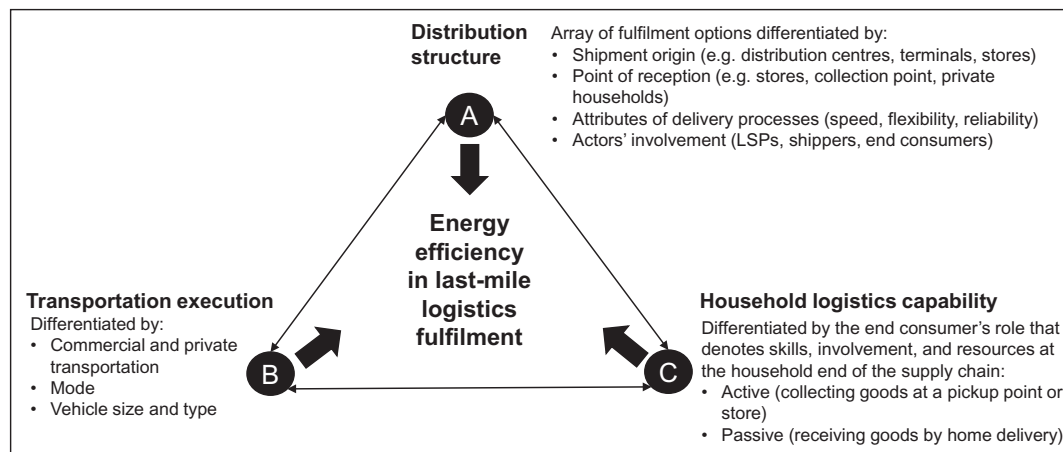 Distribution
structure
Array of fulfilment options differentiated by:
• Shipment origin (e.g. distribution centres, terminals, stores)
• Point of reception (e.g. stores, collection point, private
households)
• Attributes of delivery processes (speed, flexibility, reliability)
• Actors' involvement (LSPs, shippers, end consumers)
A
Energy
efficiency
in last-mile
logistics
fulfilment
Transportation execution
Differentiated by:
• Commercial and private
transportation
• Mode
• Vehicle size and type
B
C
Household logistics capability
Differentiated by the end consumer's role that
denotes skills, involvement, and resources at
the household end of the supply chain:
• Active (collecting goods at a pickup point or
store)
• Passive (receiving goods by home delivery)